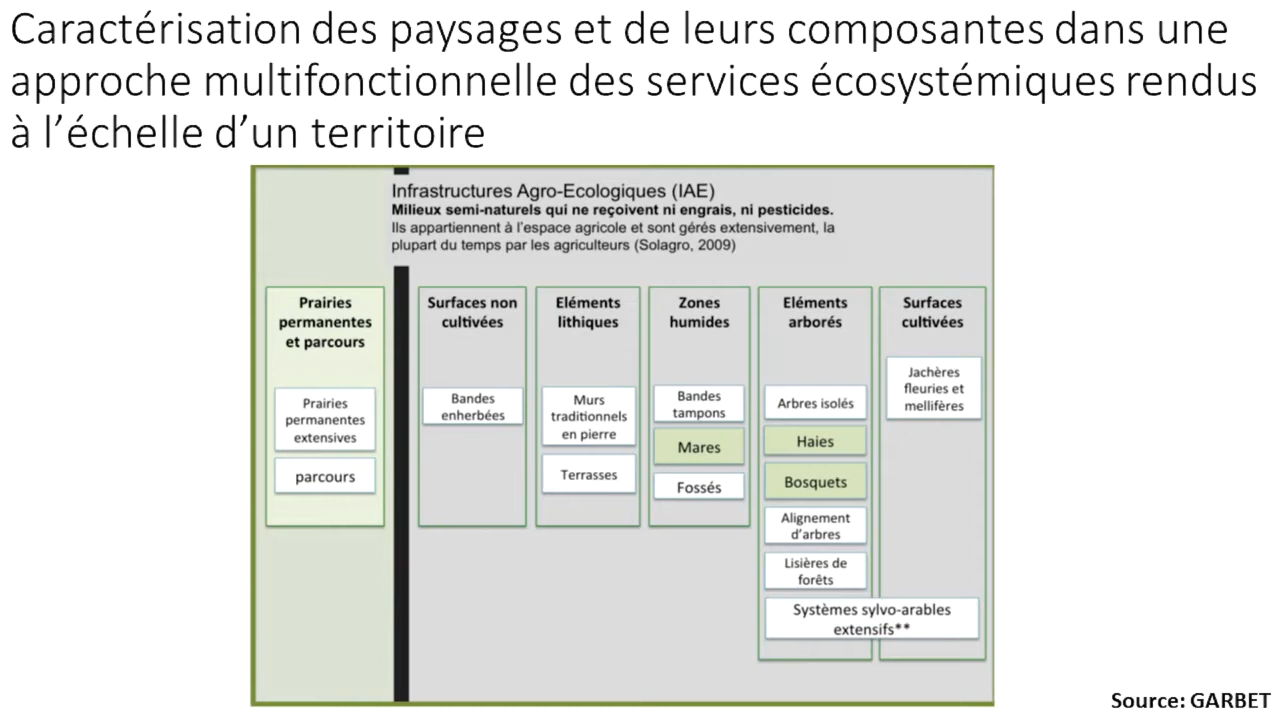 Caractérisation des paysages et de leurs composantes dans une
approche multifonctionnelle des services écosystémiques rendus
à l’échelle d’un territoire
Infrastructures Agro-Ecologiques (IAE)
Milieux semi-naturels qui ne reçoivent ni engrais, ni pesticides.
Ils appartiennent à l’espace agricole et sont gérés extensivement, la
plupart du temps par les agriculteurs (Solagro, 2009)
Prairies
permanentes
et parcours
Prairies
permanentes
extensives
parcours
Surfaces non
cultivées
Bandes
enherbées
Eléments
lithiques
Murs
traditionnels
en pierre
Terrasses
Zones
humides
Bandes
tampons
Mares
Fossés
Eléments
arborés
Arbres isolés
Haies
Bosquets
Alignement
d’arbres
Lisières de
forêts
Surfaces
cultivées
Jachères
fleuries et
mellifères
Systèmes sylvo-arables
extensifs**
Source: GARBET